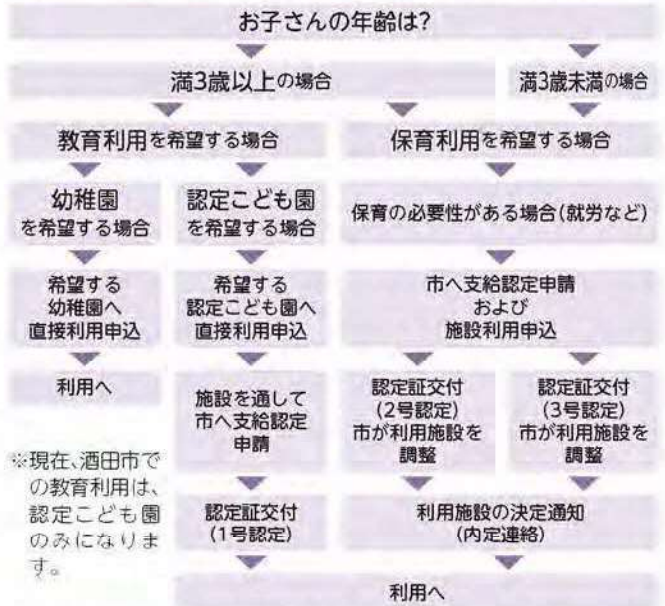 お子さんの年齢は?
満3歳以上の場合
満3歳未満の場合
教育利用を希望する場合
保育利用を希望する場合
幼稚園
を希望する場合
認定こども園
を希望する場合
保育の必要性がある場合(就労など)
希望する
幼稚園へ
直接利用申込
希望する
認定こども園へ
直接利用申込
市へ支給認定申請
および
施設利用申込
利用へ
施設を通して
市へ支給認定
申請
認定証交付
(2号認定)
市が利用施設を
調整
認定証交付
(3号認定)
市が利用施設を
調整
※現在、酒田市で
の教育利用は、
認定こども園
のみになりま
す。
認定証交付
(1号認定)
利用施設の決定通知
(内定連絡)
利用へ